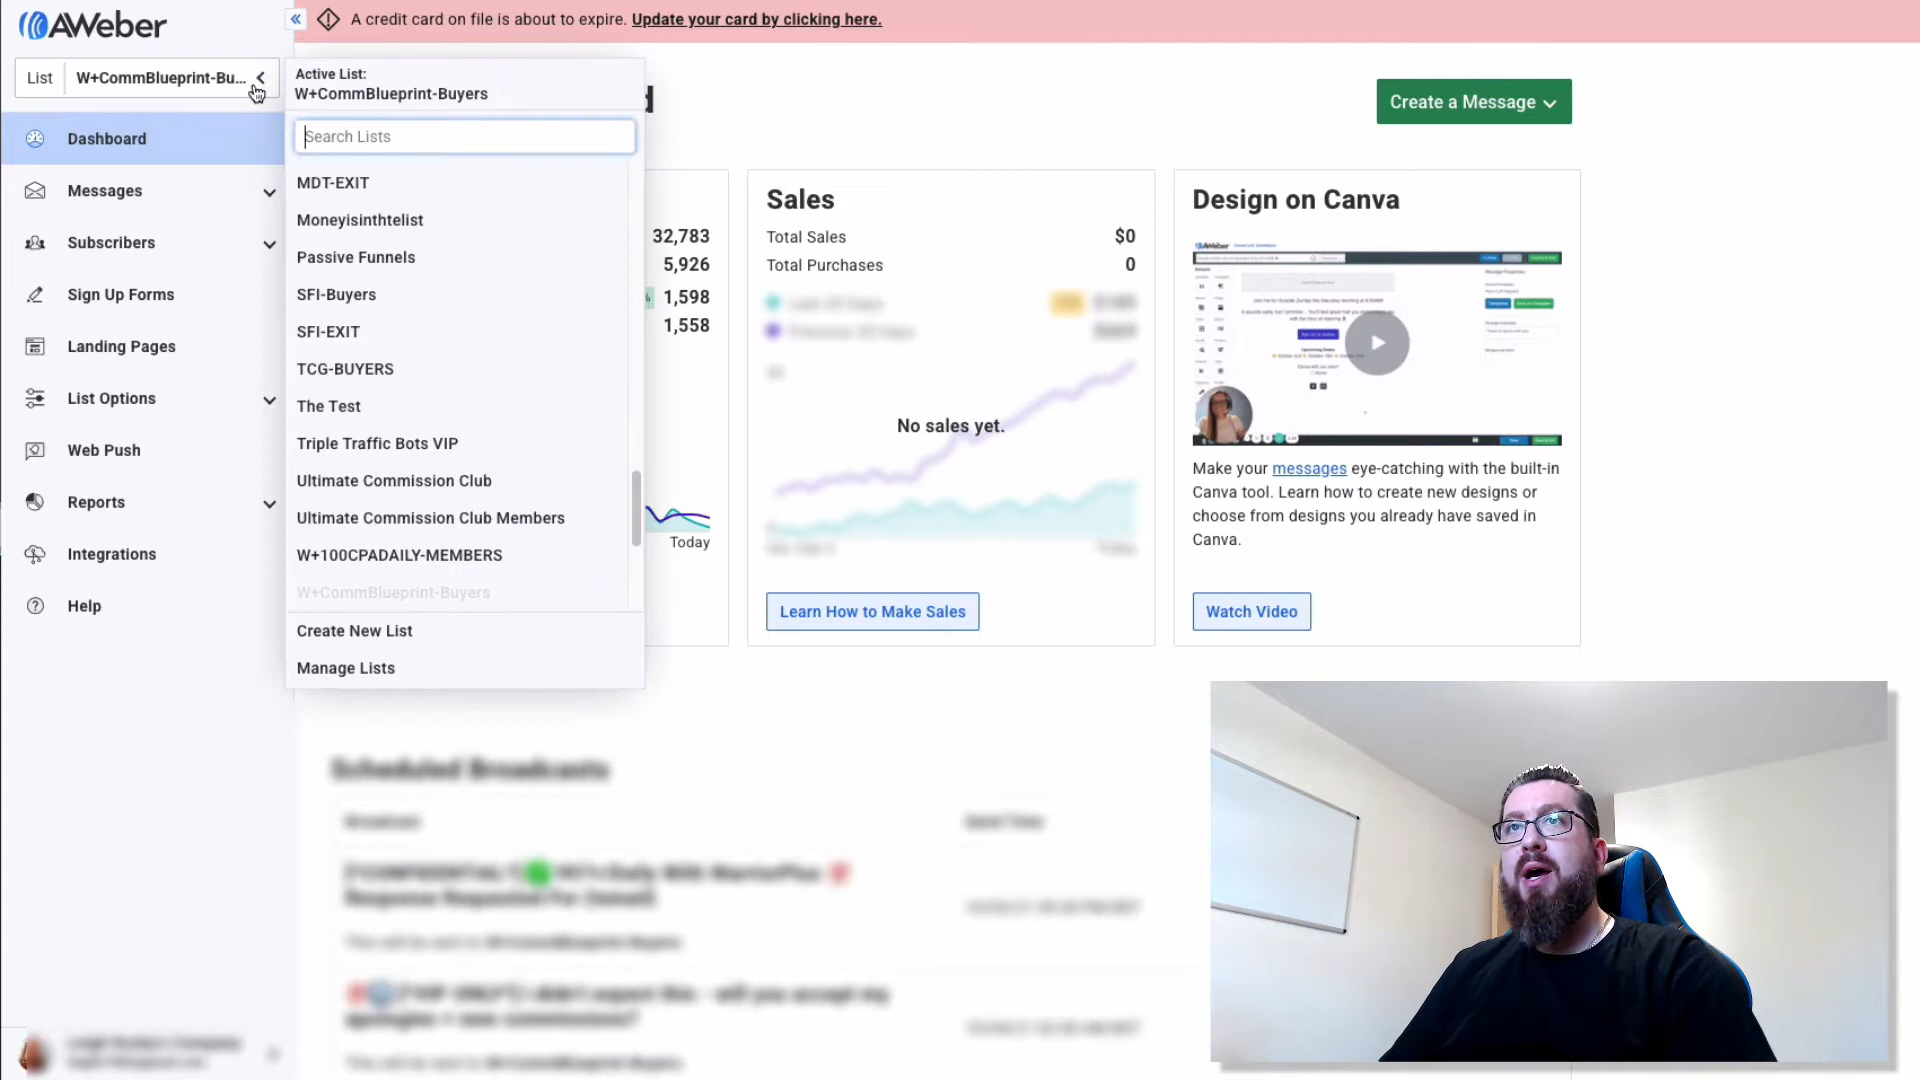 AWeber
A credit card on file is about to expire. Update your card by clicking here.
List W+CommBlueprint-Bu...
Dashboard
Messages
Subscribers
Sign Up Forms
Landing Pages
List Options
Web Push
Reports
Integrations
Help
Active List:
W+CommBlueprint-Buyers
Search Lists
MDT-EXIT
Moneyisinthtelist
Passive Funnels
SFI-Buyers
SFI-EXIT
TCG-BUYERS
The Test
Triple Traffic Bots VIP
Ultimate Commission Club
Ultimate Commission Club Members
W+100CPADAILY-MEMBERS
W+CommBlueprint-Buyers
Create New List
Manage Lists
d
Create a Message
32,783
5,926
% 1,598
1,558
Today
Sales
Total Sales $0
Total Purchases 0
No sales yet.
Learn How to Make Sales
Design on Canva
AWeber
Make your messages eye-catching with the built-in
Canva tool. Learn how to create new designs or
choose from designs you already have saved in
Canva.
Watch Video
Scheduled Broadcasts